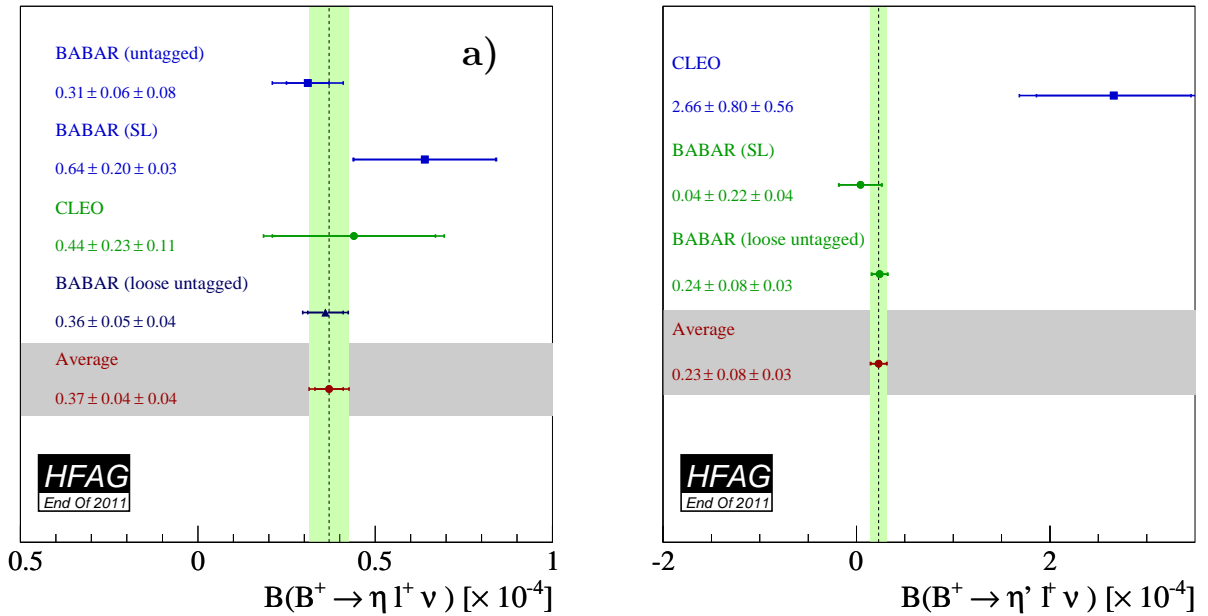 a)
BABAR (untagged)
0.31 ± 0.06 ± 0.08
BABAR (SL)
0.64 ± 0.20 ± 0.03
CLEO
0.44 ± 0.23 ± 0.11
BABAR (loose untagged)
0.36 ± 0.05 ± 0.04
Average
0.37 ± 0.04 ± 0.04
HFAG
End Of 2011
0.5 0 0.5 1
B(B⁺ → η l⁺ ν ) [× 10⁻⁴]
CLEO
2.66 ± 0.80 ± 0.56
BABAR (SL)
0.04 ± 0.22 ± 0.04
BABAR (loose untagged)
0.24 ± 0.08 ± 0.03
Average
0.23 ± 0.08 ± 0.03
HFAG
End Of 2011
-2 0 2
B(B⁺ → η’ l⁺ ν ) [× 10⁻⁴]